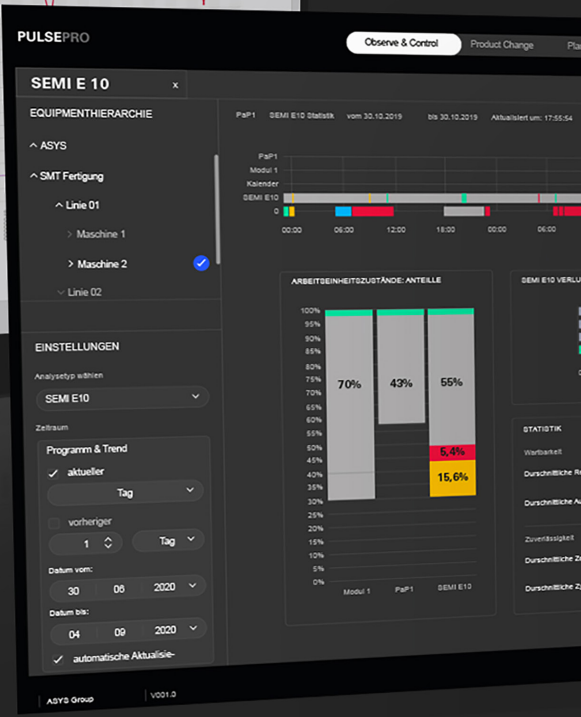 PULSEPRO
Observe & Control
Product Change
SEMI E 10 x
EQUIPMENTHIERARCHIE
ASYS
SMT Fertigung
Linie 01
Maschine 1
Maschine 2
Linie 02
EINSTELLUNGEN
Analysetyp wählen
SEMI E10
Zeitraum
Programm & Trend
aktueller
Tag
vorheriger
1 Tag
Datum vom:
30 06 2020
Datum bis:
04 09 2020
automatische Aktualisie-
ASYS Group V001.0
PaP1 SEMI E10 Statistik vom 30.10.2019 bis 30.10.2019 Aktualisiert um: 17:55:54
PaP1
Modul 1
Kalender
SEMI E10
0
00:00 06:00 12:00 18:00 00:00 06:00
ARBEITSEINHEITSZUSTÄNDE: ANTEILLE
100%
95%
90%
85%
80%
75%
70%
65%
60%
55%
50%
45%
40%
35%
30%
25%
20%
15%
10%
5%
0%
70% 43% 55%
5,4%
15,6%
Modul 1 PaP1 SEMI E10
SEMI E10 VERLU
STATISTIK
Wartbarkeit
Durschnittliche
Durschnittliche
Zuverlässigkeit
Durschnittliche
Durschnittliche